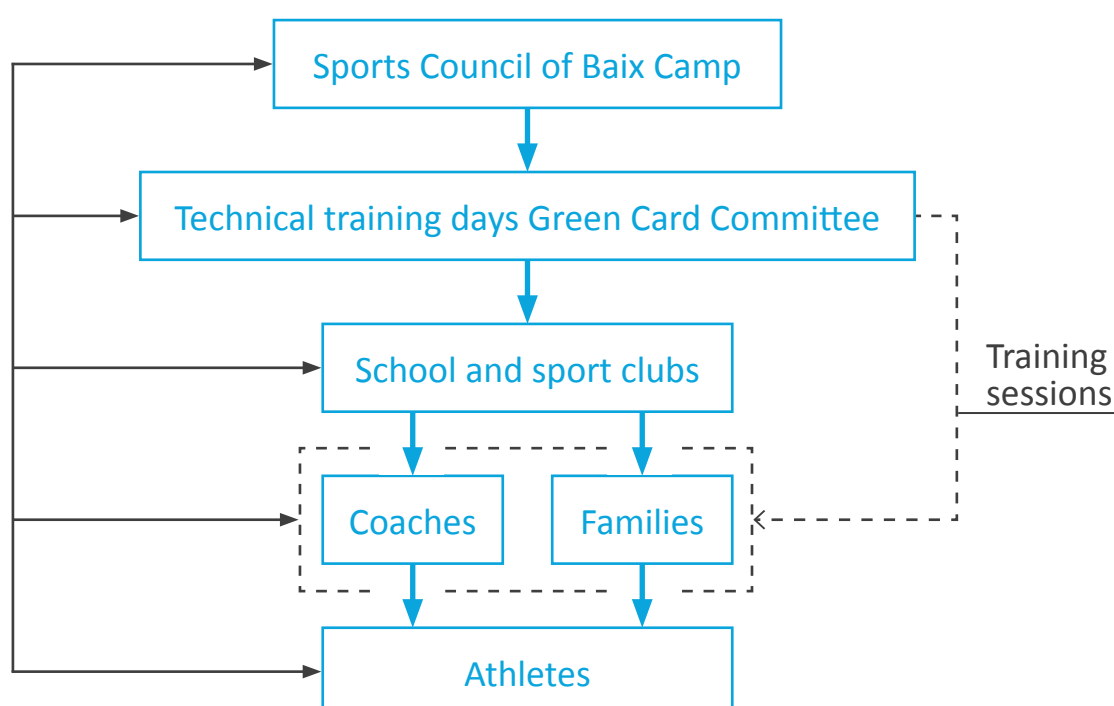 Sports Council of Baix Camp
Technical training days Green Card Committee
School and sport clubs
Training
sessions
Coaches
Families
Athletes